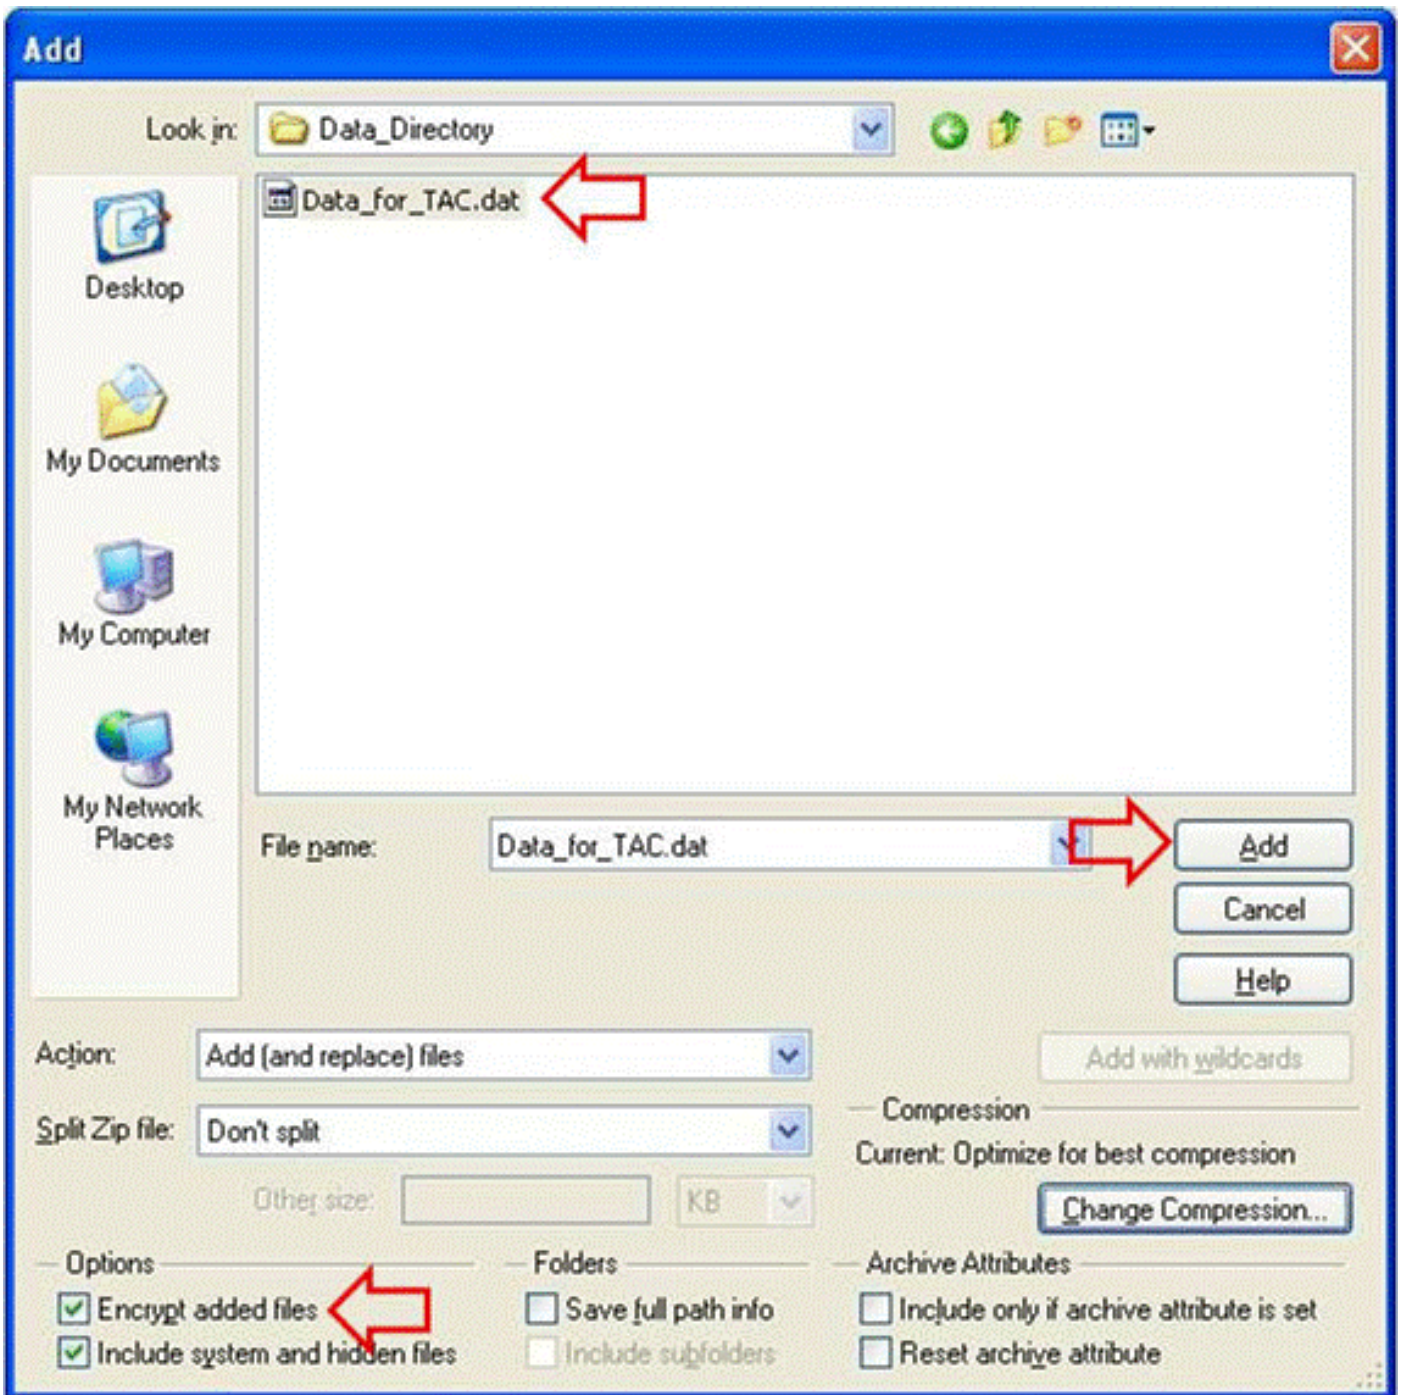 Add
Look in: Data_Directory
Data_for_TAC.dat
Desktop
My Documents
My Computer
My Network
Places
File name: Data_for_TAC.dat
Add
Cancel
Help
Action: Add (and replace) files
Add with wildcards
Split Zip file: Don't split
Other size: KB
Compression
Current: Optimize for best compression
Change Compression...
Options
Encrypt added files
Include system and hidden files
Folders
Save full path info
Include subfolders
Archive Attributes
Include only if archive attribute is set
Reset archive attribute